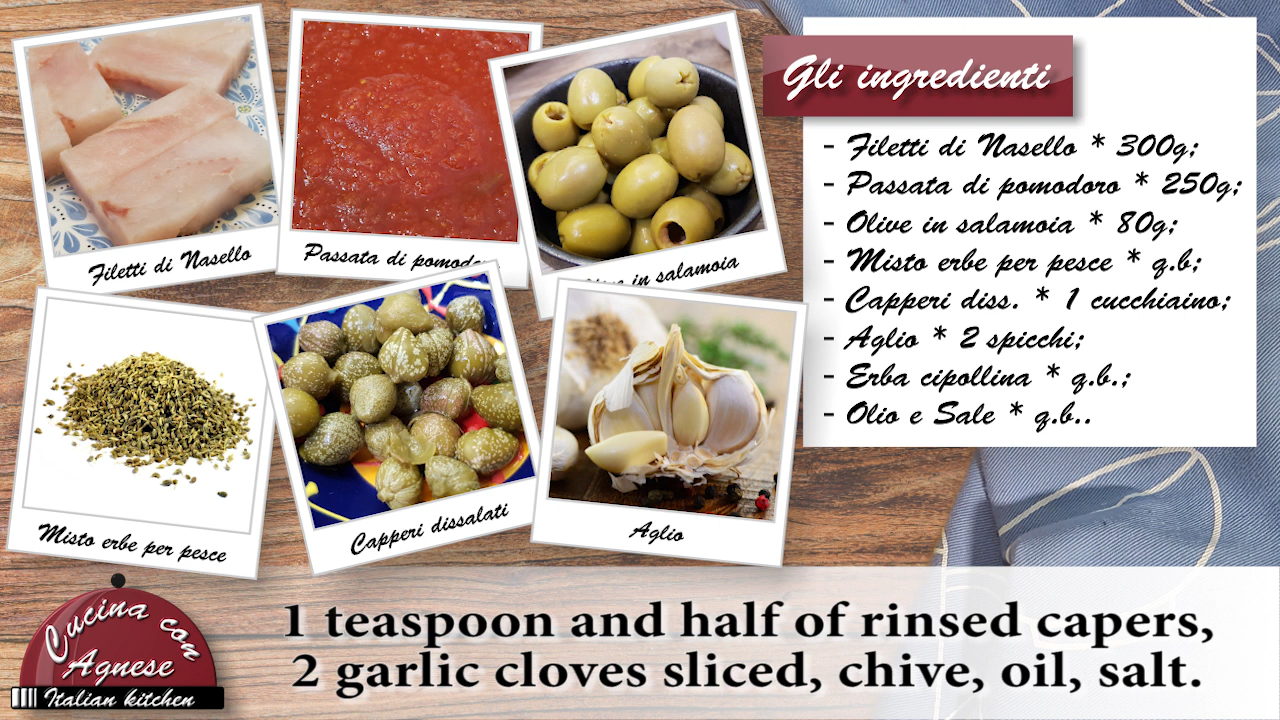 Gli ingredienti
- Filetti di Nasello * 300g;
- Passata di pomodoro * 250g;
- Olive in salamoia * 80g;
- Misto erbe per pesce * q.b;
- Capperi diss. * 1 cucchiaino;
- Aglio * 2 spicchi;
- Erba cipollina * q.b.;
- Olio e Sale * q.b..
Filetti di Nasello
Passata di pomodoro
Olive in salamoia
Misto erbe per pesce
Capperi dissalati
Aglio
Cucina con
Agnese
Italian kitchen
1 teaspoon and half of rinsed capers,
2 garlic cloves sliced, chive, oil, salt.